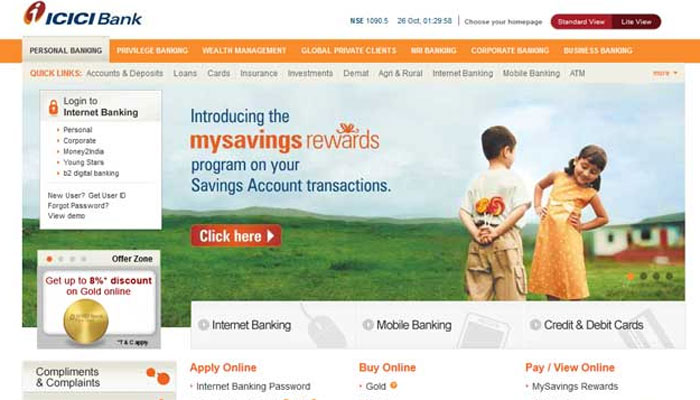 ICICI Bank
NSE 1090.5 26 Oct, 01:29:58 Choose your homepage Standard View Lite View
PERSONAL BANKING PRIVILEGE BANKING WEALTH MANAGEMENT GLOBAL PRIVATE CLIENTS NRI BANKING CORPORATE BANKING BUSINESS BANKING
QUICK LINKS: Accounts & Deposits Loans Cards Insurance Investments Demat Agri & Rural Internet Banking Mobile Banking ATM more
Login to
Internet Banking
Personal
Corporate
Money2India
Young Stars
b2 digital banking
New User? Get User ID
Forgot Password?
View demo
Introducing the
mysavings rewards
program on your
Savings Account transactions.
Click here
Offer Zone
Get up to 8%* discount
on Gold online
ICICI Bank
*T & C apply.
Internet Banking Mobile Banking Credit & Debit Cards
Compliments
& Complaints
Apply Online
Internet Banking Password
Buy Online
Gold
Pay / View Online
MySavings Rewards